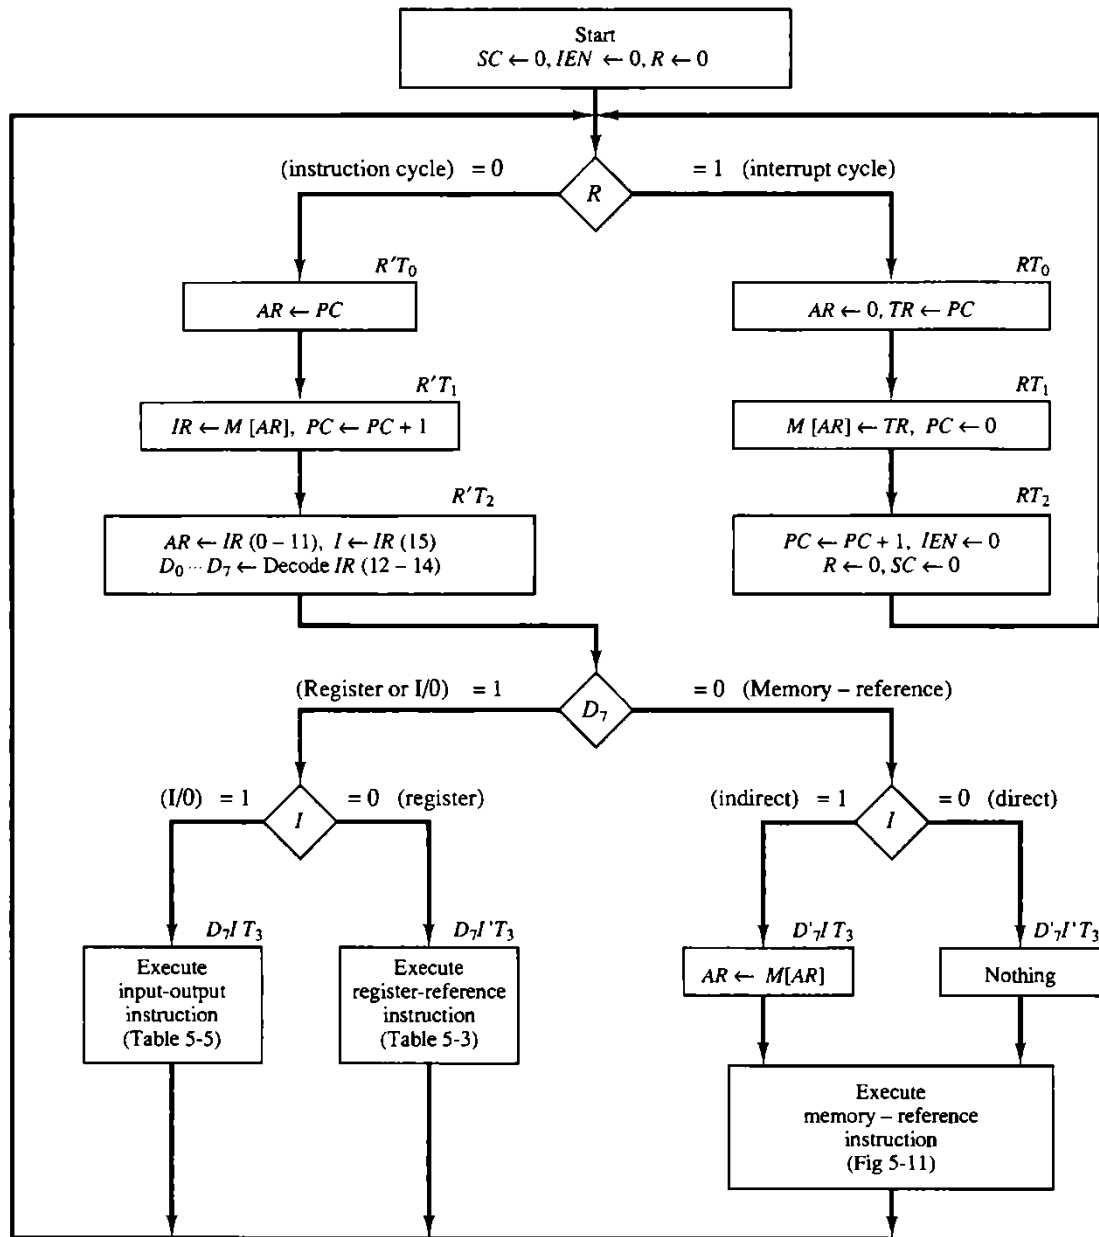 Start
SC ← 0, IEN ← 0, R ← 0
(instruction cycle) = 0
= 1 (interrupt cycle)
R
R′T₀
AR ← PC
RT₀
AR ← 0, TR ← PC
R′T₁
IR ← M [AR], PC ← PC + 1
RT₁
M [AR] ← TR, PC ← 0
R′T₂
AR ← IR (0 – 11), I ← IR (15)
D₀ ··· D₇ ← Decode IR (12 – 14)
RT₂
PC ← PC + 1, IEN ← 0
R ← 0, SC ← 0
(Register or I/0) = 1
= 0 (Memory – reference)
D₇
(I/0) = 1
= 0 (register)
I
(indirect) = 1
= 0 (direct)
I
D₇I T₃
Execute
input-output
instruction
(Table 5-5)
D₇I'T₃
Execute
register-reference
instruction
(Table 5-3)
D'₇I T₃
AR ← M[AR]
D'₇I'T₃
Nothing
Execute
memory – reference
instruction
(Fig 5-11)